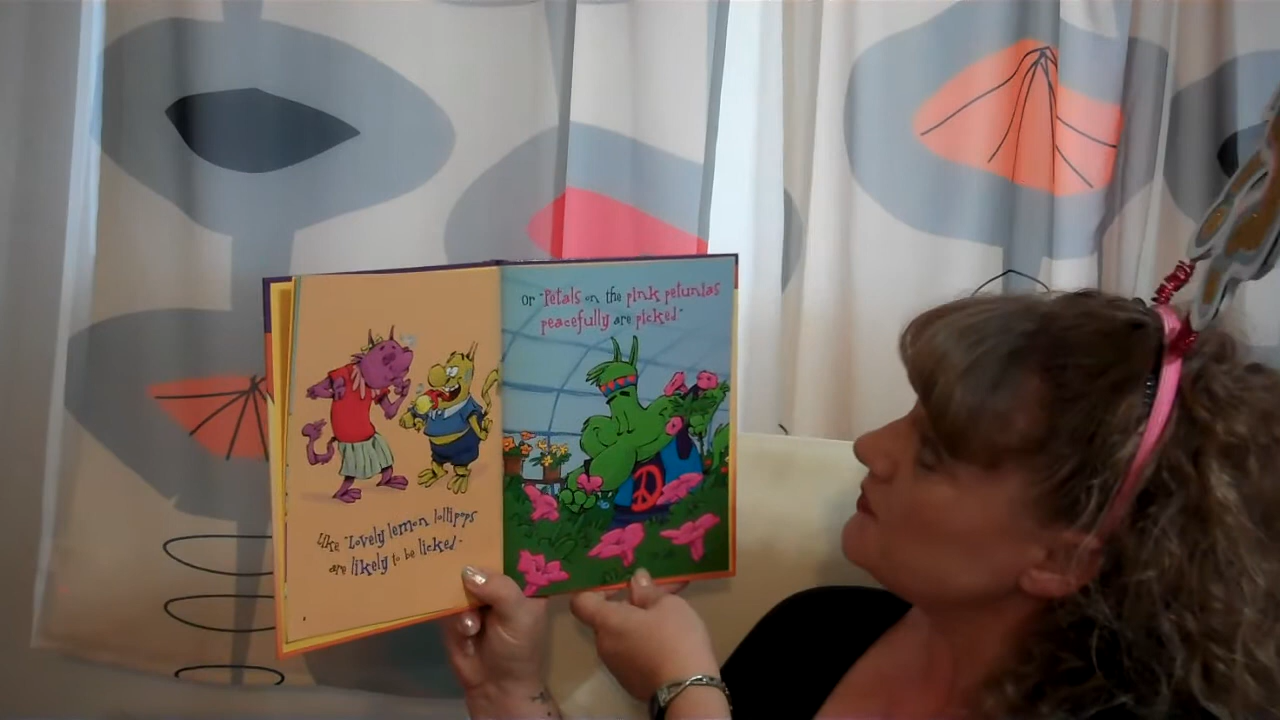 Like "Lovely lemon lollipops
are likely to be licked"
or "Petals on the pink petunias
peacefully are picked"